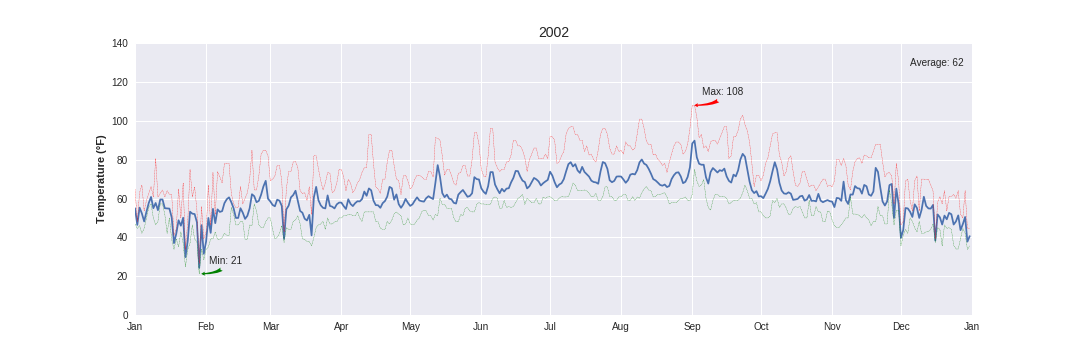 2002
140
Average: 62
120
Max: 108
100
80
60
40
Min: 21
20
0
Temperature (°F)
Jan Feb Mar Apr May Jun Jul Aug Sep Oct Nov Dec Jan